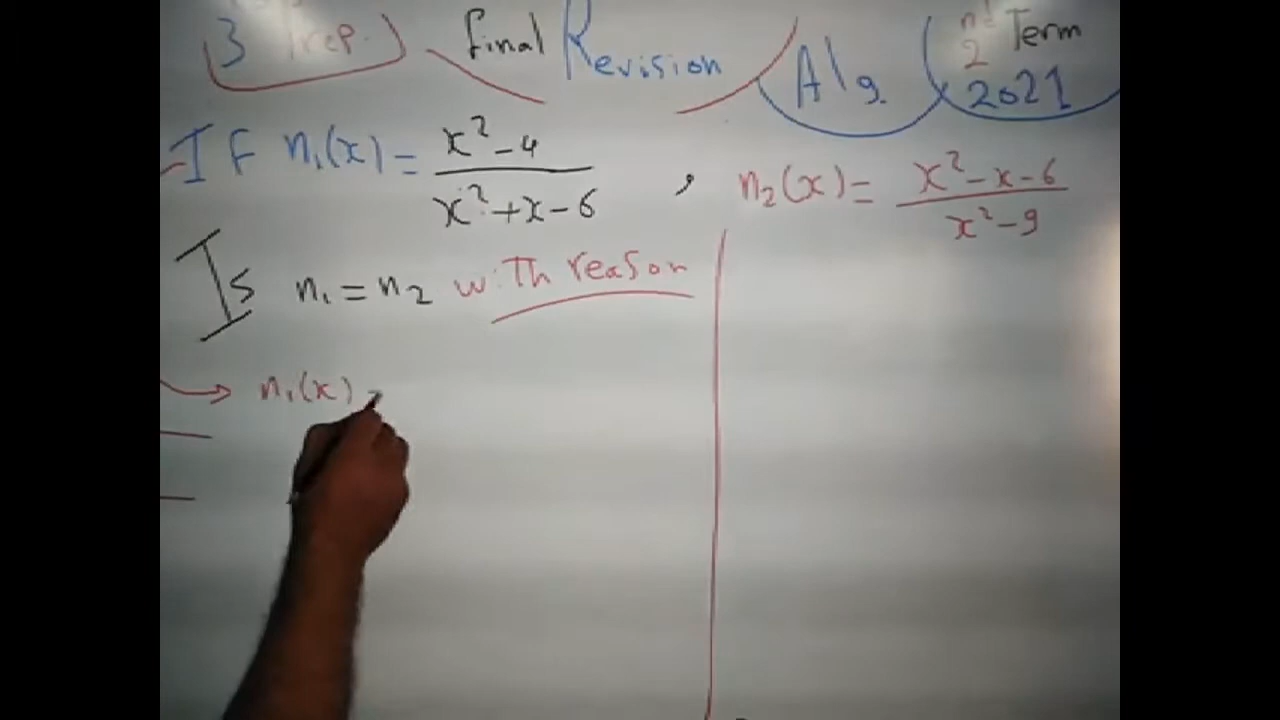 3 Prep. Final Revision Alg. 2nd Term 2021
IF n₁(x) = x²-4 / x²+x-6 , n₂(x) = x²-x-6 / x²-9
Is n₁ = n₂ with reason
→ n₁(x) =